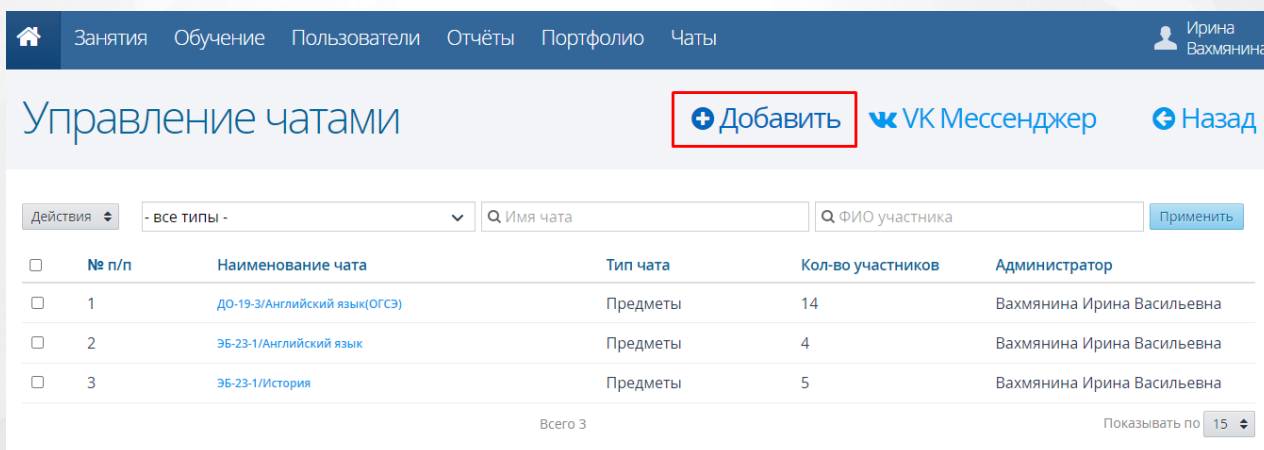 Занятия Обучение Пользователи Отчёты Портфолио Чаты
Ирина
Вахмянина
Управление чатами Добавить VK Мессенджер Назад
Действия - все типы - Имя чата ФИО участника Применить
№ п/п Наименование чата Тип чата Кол-во участников Администратор
1 ДО-19-3/Английский язык(ОГСЭ) Предметы 14 Вахмянина Ирина Васильевна
2 ЭБ-23-1/Английский язык Предметы 4 Вахмянина Ирина Васильевна
3 ЭБ-23-1/История Предметы 5 Вахмянина Ирина Васильевна
Всего 3 Показывать по 15